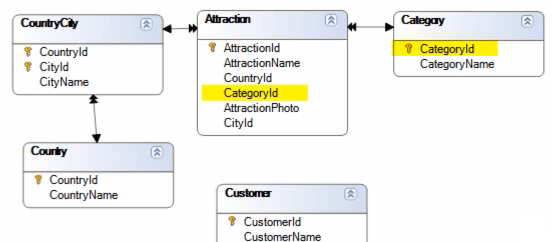 CountryCity
CountryId
CityId
CityName
Attraction
AttractionId
AttractionName
CountryId
CategoryId
AttractionPhoto
CityId
Category
CategoryId
CategoryName
Country
CountryId
CountryName
Customer
CustomerId
CustomerName